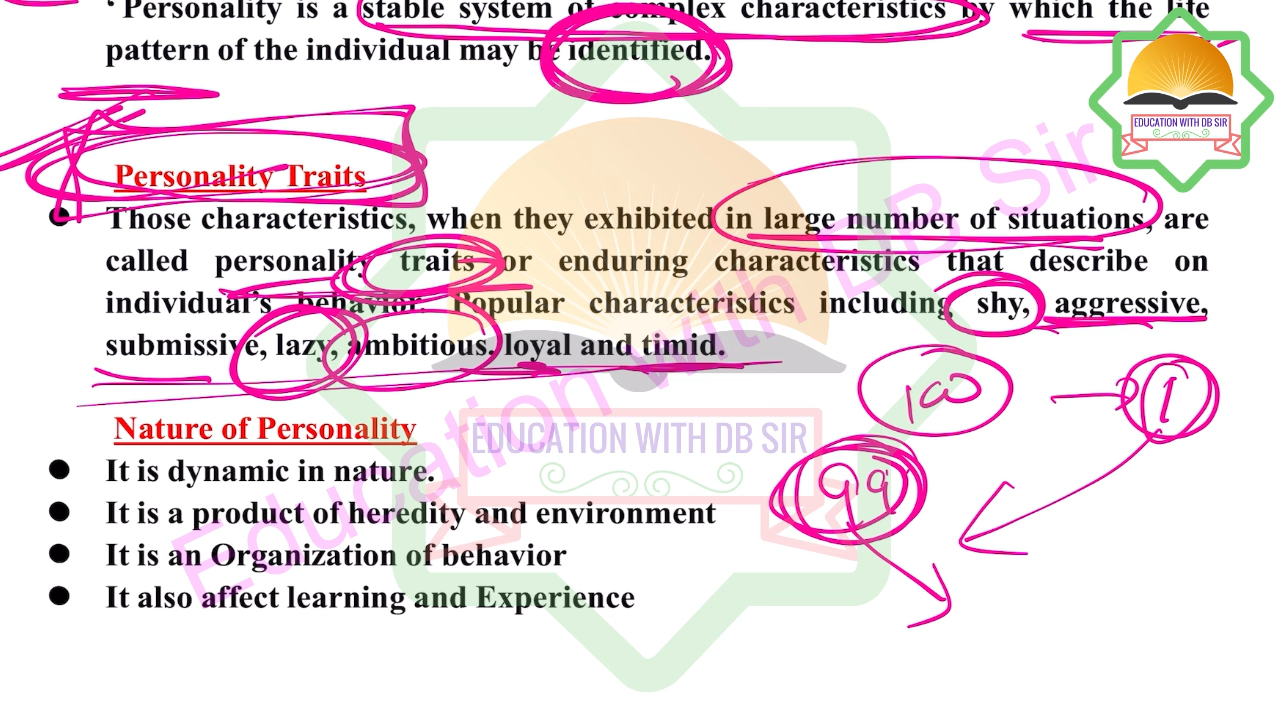 ‘Personality is a stable system of complex characteristics by which the life
pattern of the individual may be identified.
EDUCATION WITH DB SIR
Personality Traits
● Those characteristics, when they exhibited in large number of situations, are
called personality traits or enduring characteristics that describe on
individual’s behavior. Popular characteristics including shy, aggressive,
submissive, lazy, ambitious, loyal and timid.
100
1
Nature of Personality
EDUCATION WITH DB SIR
● It is dynamic in nature.
99
● It is a product of heredity and environment
● It is an Organization of behavior
● It also affect learning and Experience
Education with DB Sir